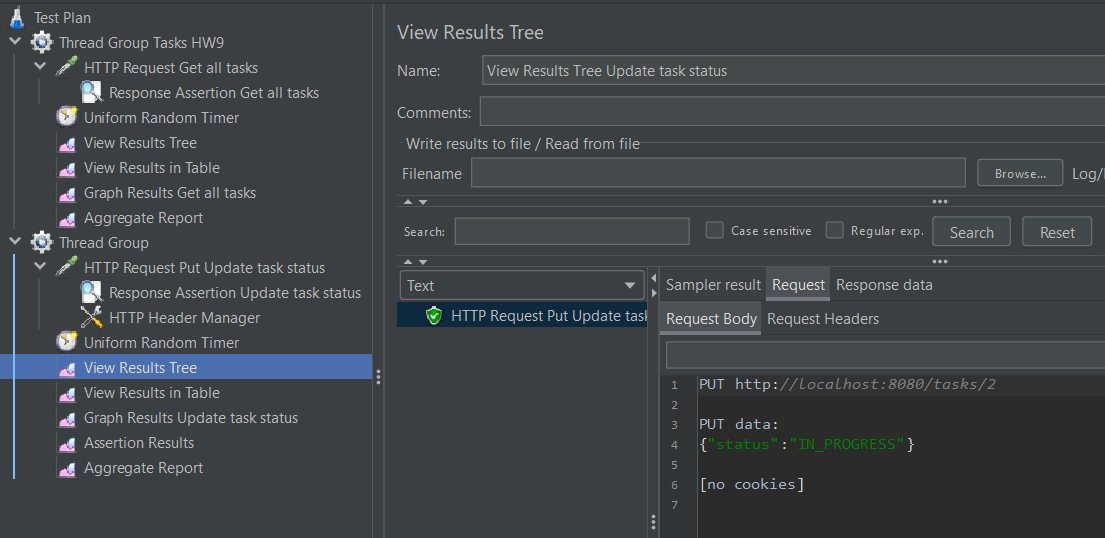 Test Plan
Thread Group Tasks HW9
HTTP Request Get all tasks
Response Assertion Get all tasks
Uniform Random Timer
View Results Tree
View Results in Table
Graph Results Get all tasks
Aggregate Report
Thread Group
HTTP Request Put Update task status
Response Assertion Update task status
HTTP Header Manager
Uniform Random Timer
View Results Tree
View Results in Table
Graph Results Update task status
Assertion Results
Aggregate Report
View Results Tree
Name: View Results Tree Update task status
Comments:
Write results to file / Read from file
Filename Browse... Log/
Search: Case sensitive Regular exp. Search Reset
Text
HTTP Request Put Update task
Sampler result Request Response data
Request Body Request Headers
1 PUT http://localhost:8080/tasks/2
2
3 PUT data:
4 {"status":"IN_PROGRESS"}
5
6 [no cookies]
7